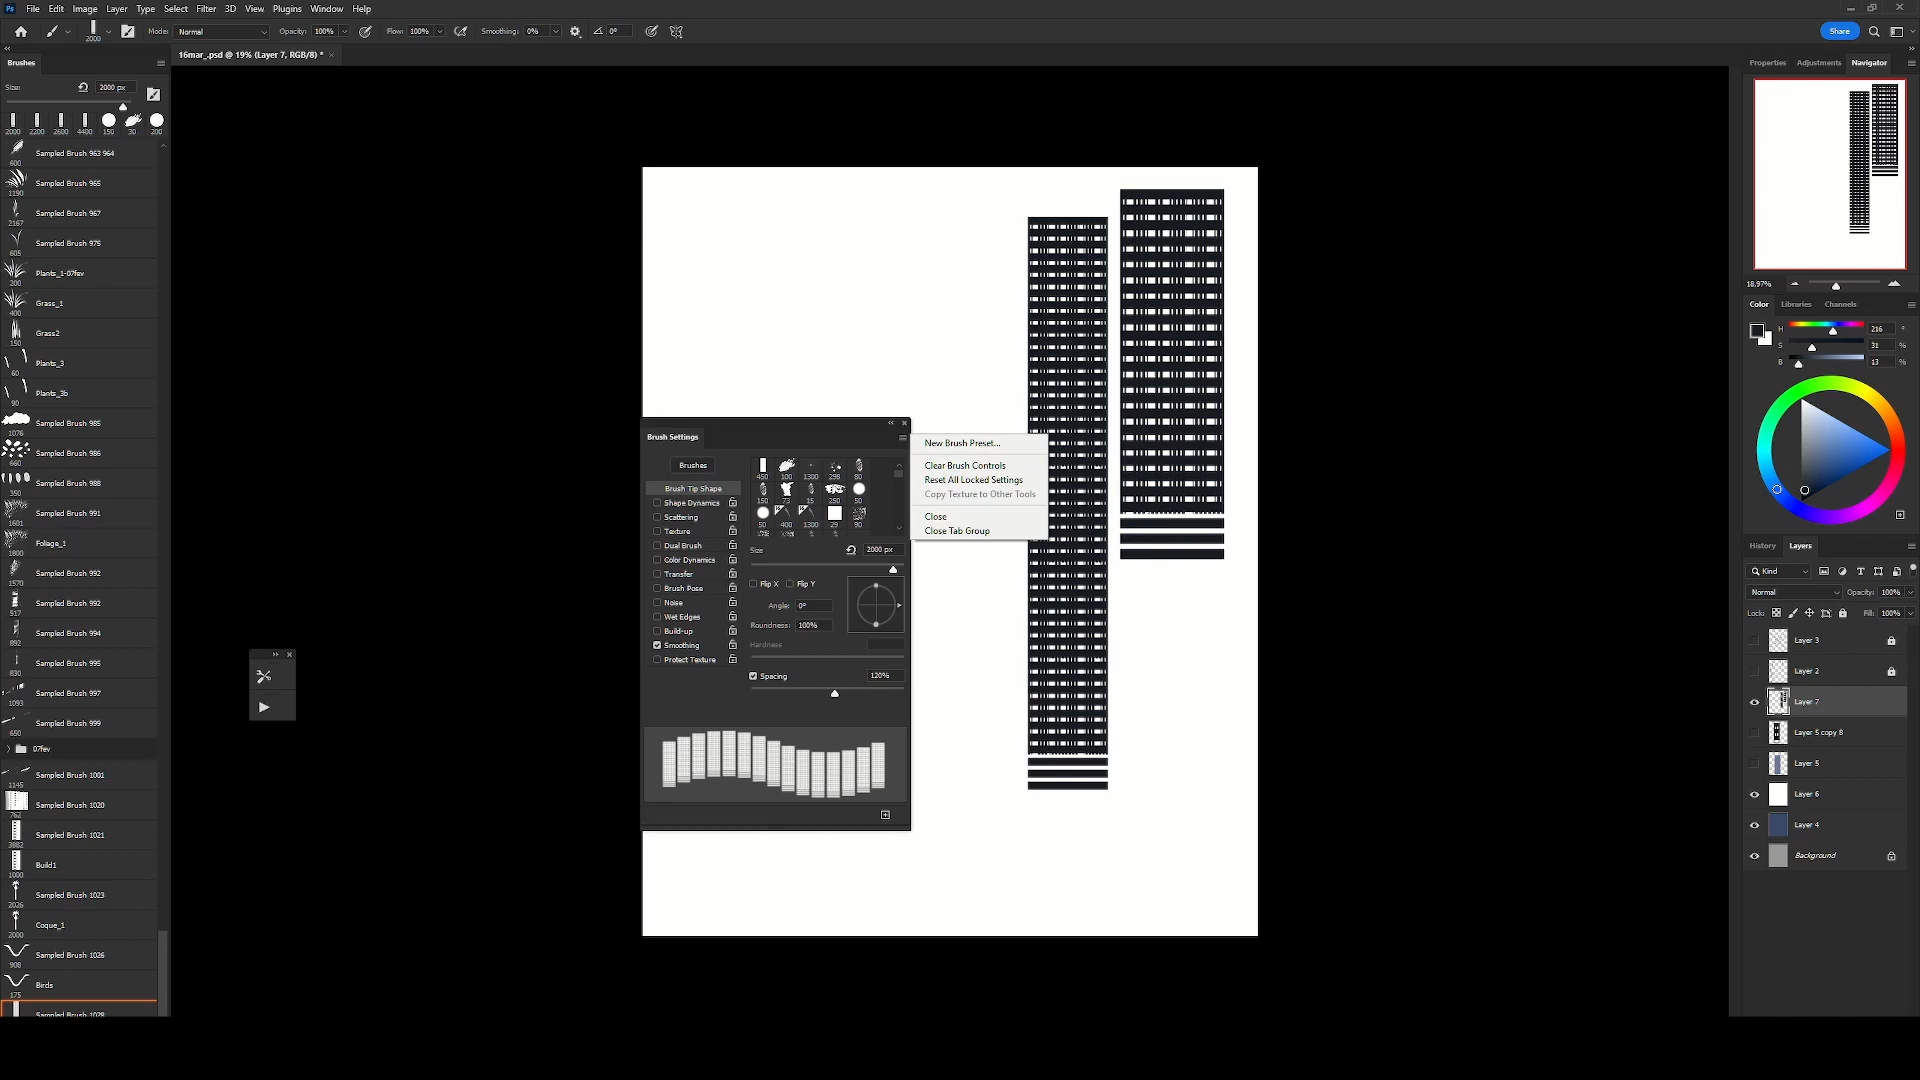 Ps File Edit Image Layer Type Select Filter 3D View Plugins Window Help
2000 Mode: Normal Opacity: 100% Flow: 100% Smoothing: 0% 0° Share
16mar_.psd @ 19% (Layer 7, RGB/8) *
Brushes
Size: 2000 px
2000 2200 2600 4400 150 30 200
600 Sampled Brush 963 964
1190 Sampled Brush 965
2167 Sampled Brush 967
605 Sampled Brush 975
200 Plants_1-07fev
400 Grass_1
150 Grass2
60 Plants_3
90 Plants_3b
1076 Sampled Brush 985
660 Sampled Brush 986
350 Sampled Brush 988
1601 Sampled Brush 991
1800 Foliage_1
1570 Sampled Brush 992
517 Sampled Brush 992
892 Sampled Brush 994
830 Sampled Brush 995
1093 Sampled Brush 997
650 Sampled Brush 999
07fev
1145 Sampled Brush 1001
762 Sampled Brush 1020
3882 Sampled Brush 1021
1000 Build1
2026 Sampled Brush 1023
2000 Coque_1
908 Sampled Brush 1026
175 Birds
Sampled Brush 1028
Brush Settings
Brushes
Brush Tip Shape
Shape Dynamics
Scattering
Texture
Dual Brush
Color Dynamics
Transfer
Brush Pose
Noise
Wet Edges
Build-up
Smoothing
Protect Texture
450 100 1300 298 80
150 73 15 250 50
50 400 1300 29 90
Size 2000 px
Flip X Flip Y
Angle: 0°
Roundness: 100%
Hardness
Spacing 120%
New Brush Preset...
Clear Brush Controls
Reset All Locked Settings
Copy Texture to Other Tools
Close
Close Tab Group
Properties Adjustments Navigator
18.97%
Color Libraries Channels
H 216 °
S 31 %
B 13 %
History Layers
Kind
Normal Opacity: 100%
Lock: Fill: 100%
Layer 3
Layer 2
Layer 7
Layer 5 copy 8
Layer 5
Layer 6
Layer 4
Background